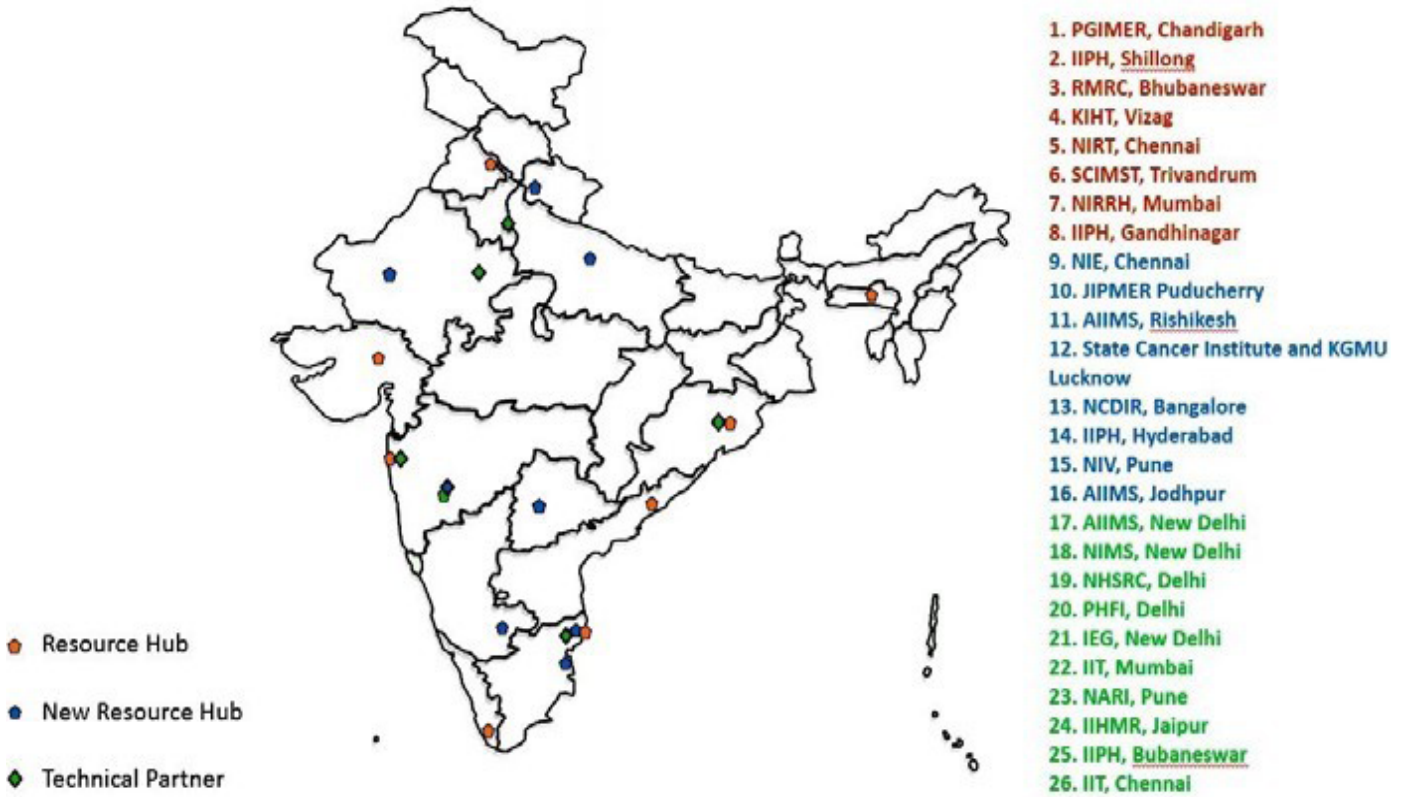 1. PGIMER, Chandigarh
2. IIPH, Shillong
3. RMRC, Bhubaneswar
4. KIHT, Vizag
5. NIRT, Chennai
6. SCIMST, Trivandrum
7. NIRRH, Mumbai
8. IIPH, Gandhinagar
9. NIE, Chennai
10. JIPMER Puducherry
11. AIIMS, Rishikesh
12. State Cancer Institute and KGMU
Lucknow
13. NCDIR, Bangalore
14. IIPH, Hyderabad
15. NIV, Pune
16. AIIMS, Jodhpur
17. AIIMS, New Delhi
18. NIMS, New Delhi
19. NHSRC, Delhi
20. PHFI, Delhi
21. IEG, New Delhi
22. IIT, Mumbai
23. NARI, Pune
24. IIHMR, Jaipur
25. IIPH, Bubaneswar
26. IIT, Chennai
Resource Hub
New Resource Hub
Technical Partner